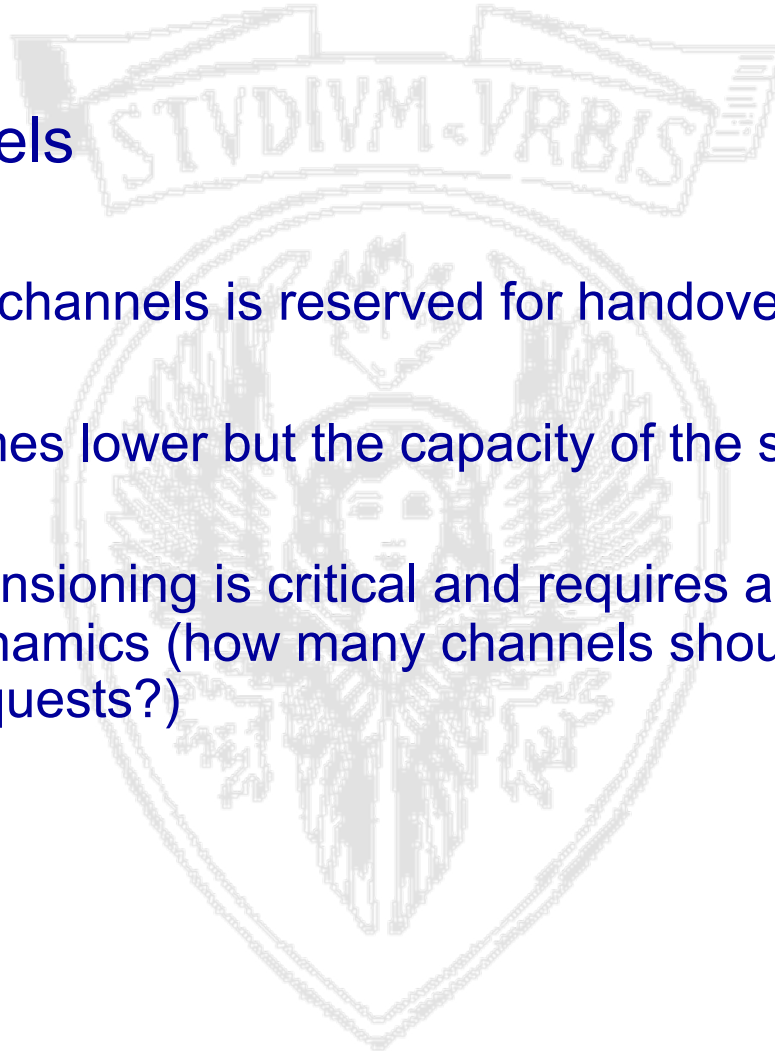 STVDIVM VRBIS
els
channels is reserved for handove
nes lower but the capacity of the s
nsioning is critical and requires a
namics (how many channels shou
quests?)